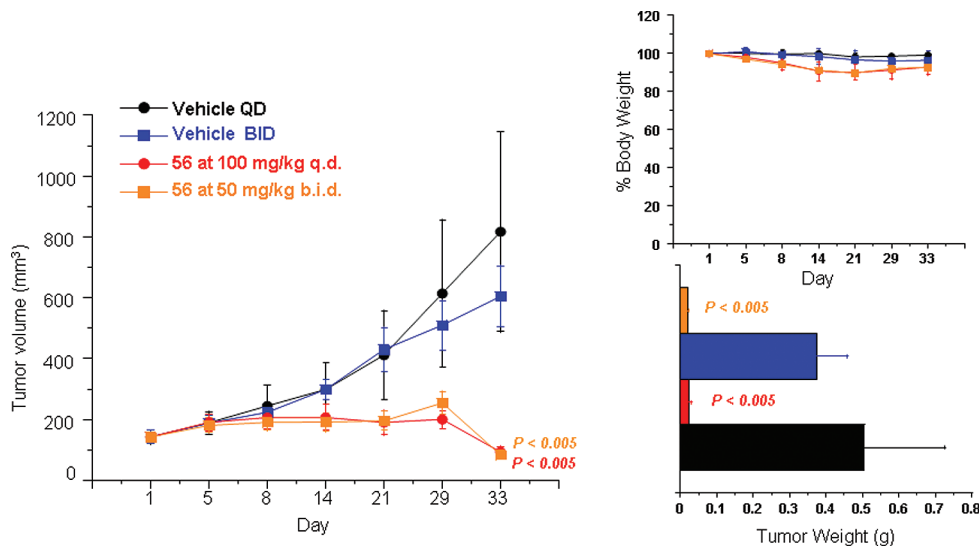 Vehicle QD
Vehicle BID
56 at 100 mg/kg q.d.
56 at 50 mg/kg b.i.d.
Tumor volume (mm³)
1200
1000
800
600
400
200
0
P < 0.005
P < 0.005
1 5 8 14 21 29 33
Day
% Body Weight
120
100
80
60
40
20
0
1 5 8 14 21 29 33
Day
P < 0.005
P < 0.005
0 0.1 0.2 0.3 0.4 0.5 0.6 0.7 0.8
Tumor Weight (g)